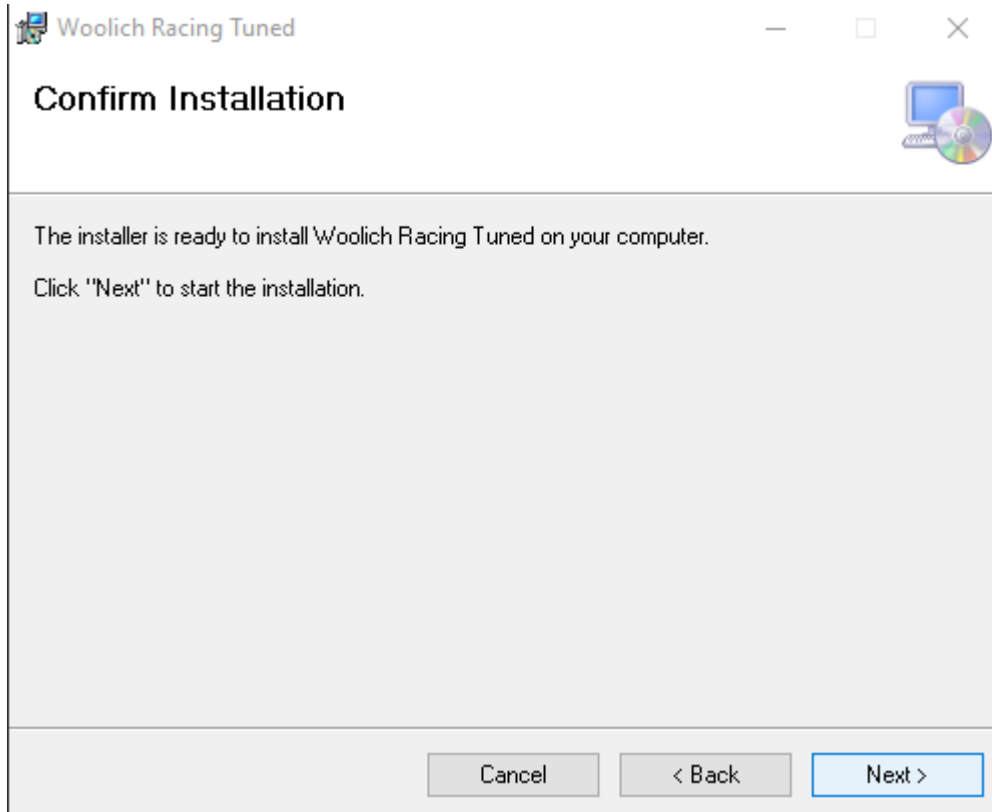 Woolich Racing Tuned
Confirm Installation
The installer is ready to install Woolich Racing Tuned on your computer.
Click "Next" to start the installation.
Cancel
< Back
Next >